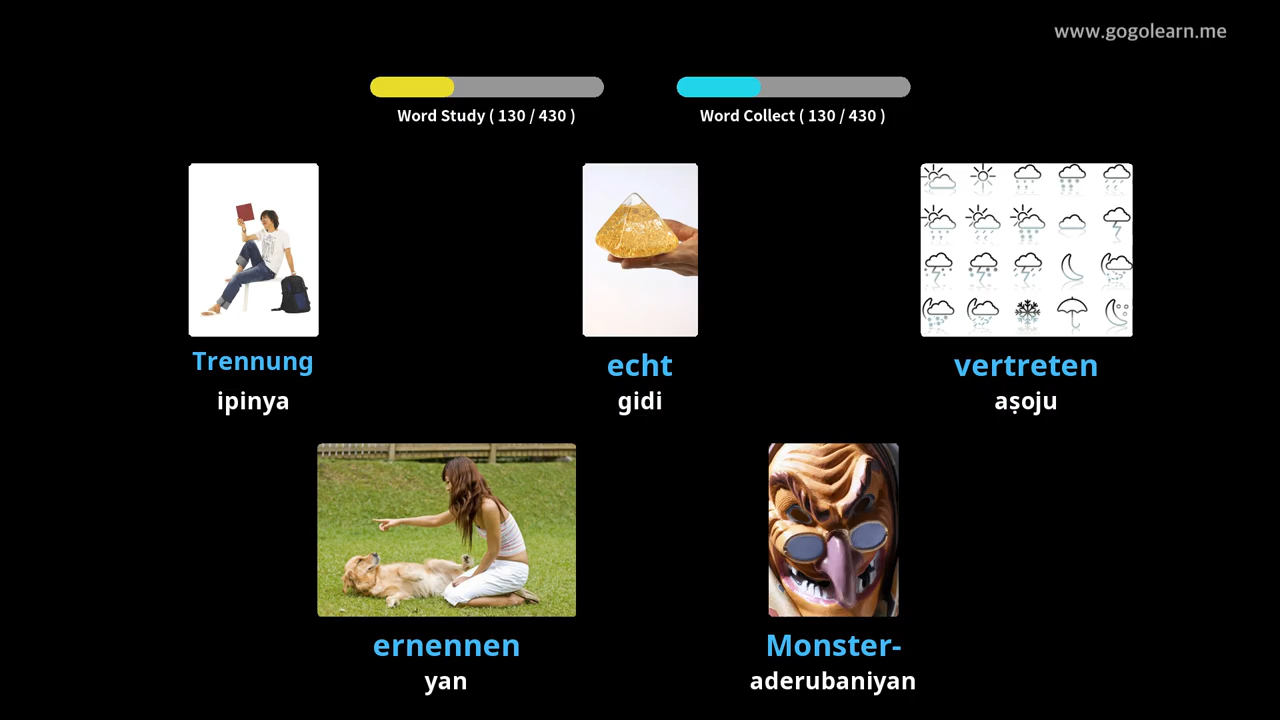 www.gogolearn.me
Word Study ( 130 / 430 )
Word Collect ( 130 / 430 )
Trennung
ipinya
echt
gidi
vertreten
aṣoju
ernennen
yan
Monster-
aderubaniyan